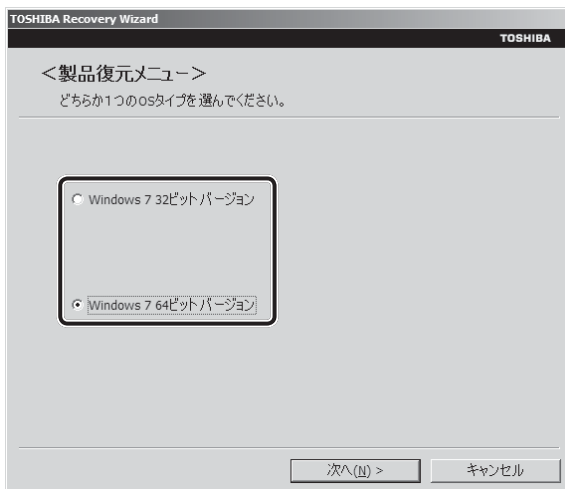 TOSHIBA Recovery Wizard
TOSHIBA
<製品復元メニュー>
どちらか1つのOSタイプを選んでください。
Windows 7 32ビットバージョン
Windows 7 64ビットバージョン
次へ(N) >
キャンセル